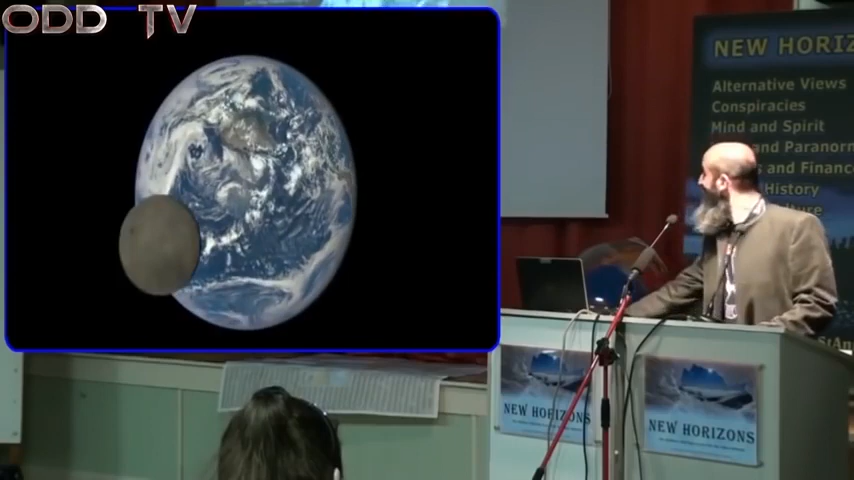 ODD TV
NEW HORIZ
Alternative Views
Conspiracies
Mind and Spirit
and Paranorm
s and Finance
History
NEW HORIZONS
NEW HORIZONS